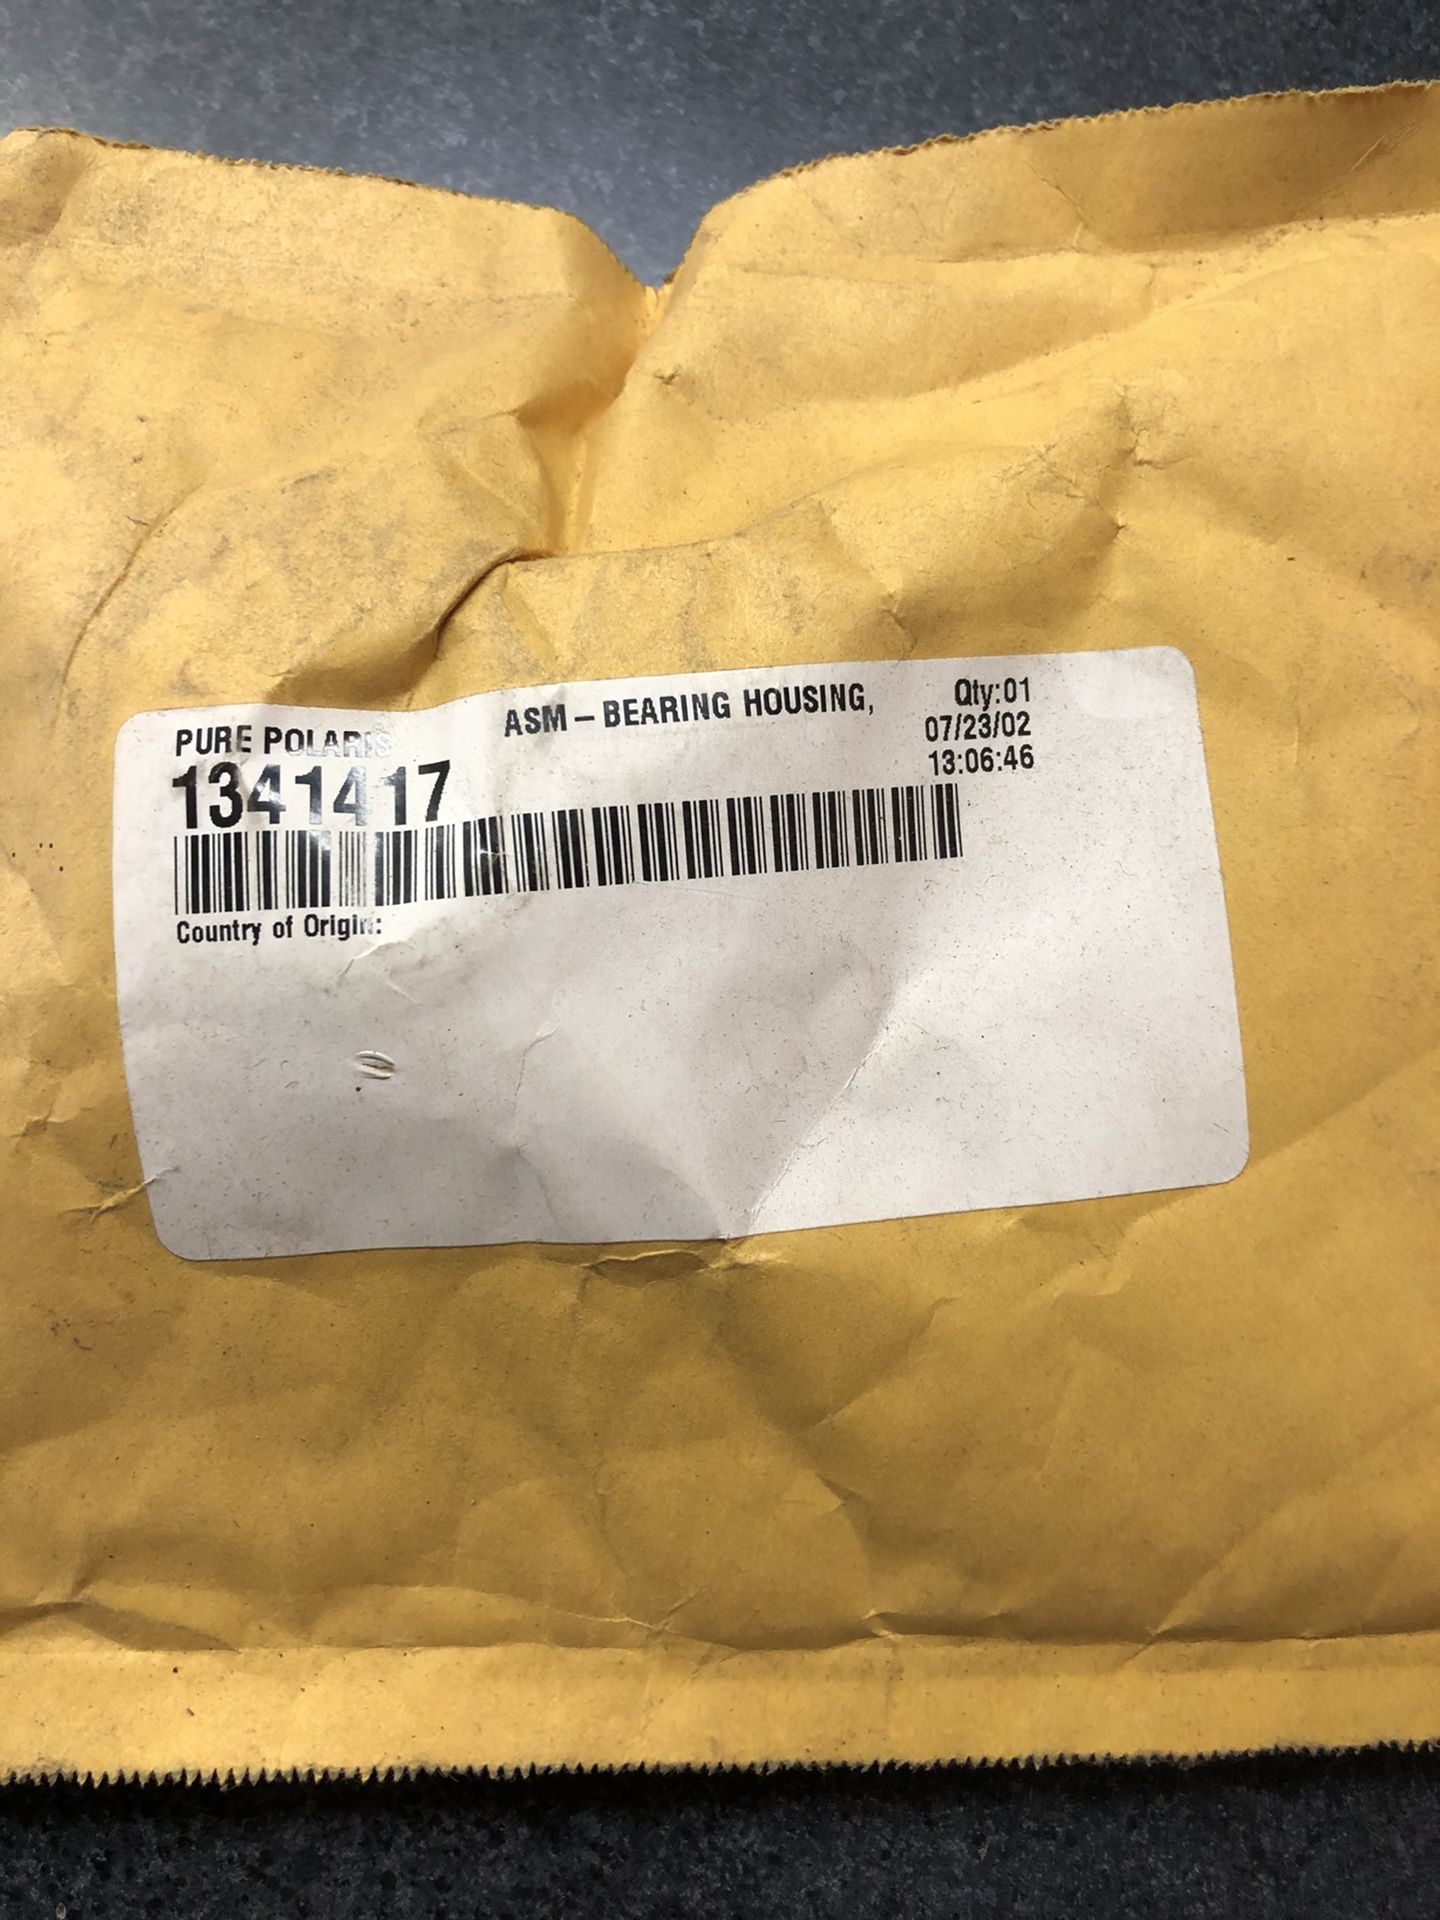 PURE POLARIS
ASM – BEARING HOUSING,
Qty:01
07/23/02
13:06:46
1341417
Country of Origin: